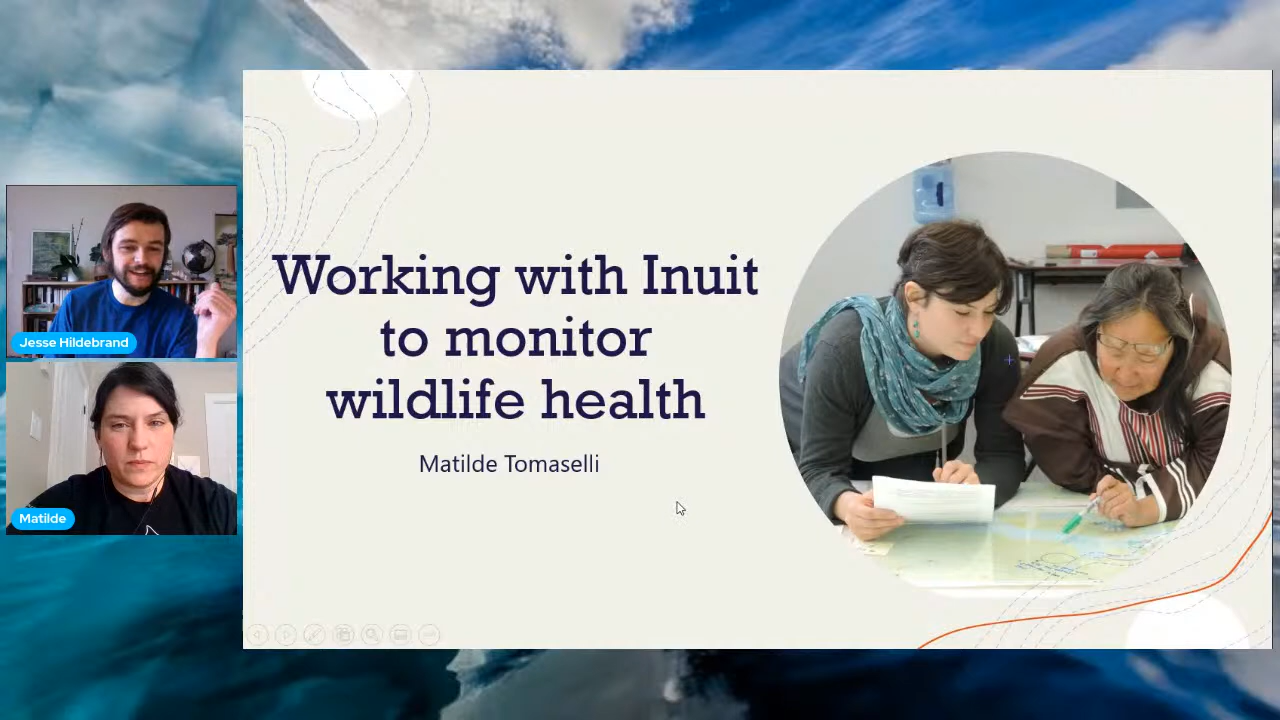 Working with Inuit
to monitor
wildlife health
Matilde Tomaselli
Jesse Hildebrand
Matilde